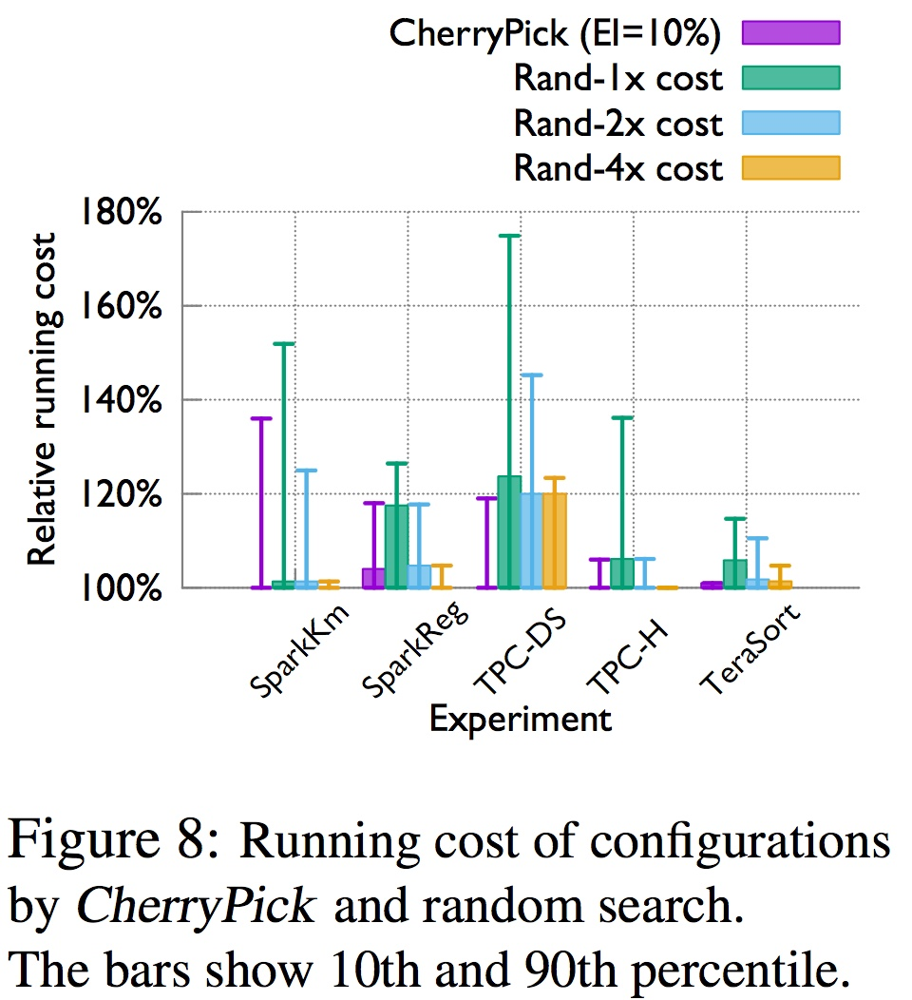 CherryPick (EI=10%)
Rand-1x cost
Rand-2x cost
Rand-4x cost
180%
160%
140%
120%
100%
Relative running cost
SparkKm
SparkReg
TPC-DS
TPC-H
TeraSort
Experiment
Figure 8: Running cost of configurations
by CherryPick and random search.
The bars show 10th and 90th percentile.